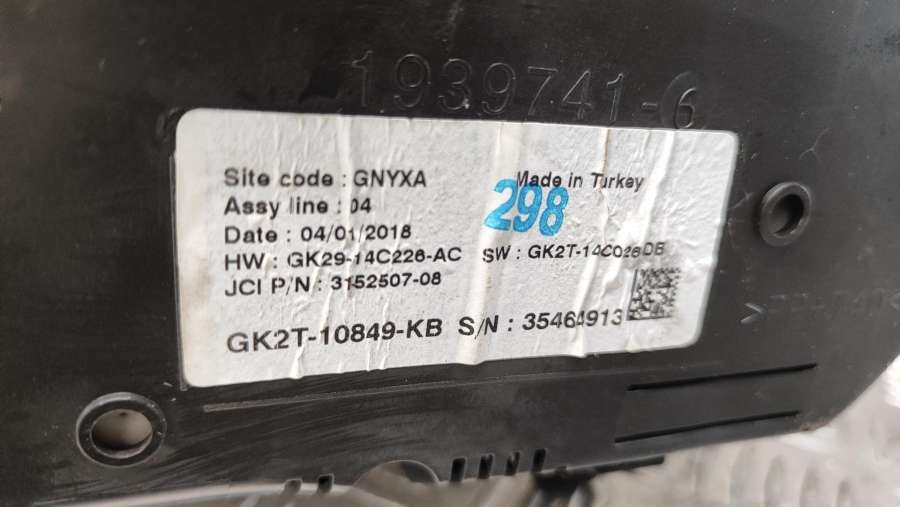 1939741-6
Site code : GNYXA
Made in Turkey
Assy line : 04
298
Date : 04/01/2018
HW : GK29-14C226-AC
SW : GK2T-14C026-DB
JCI P/N : 3152507-08
GK2T-10849-KB S/N : 35464913